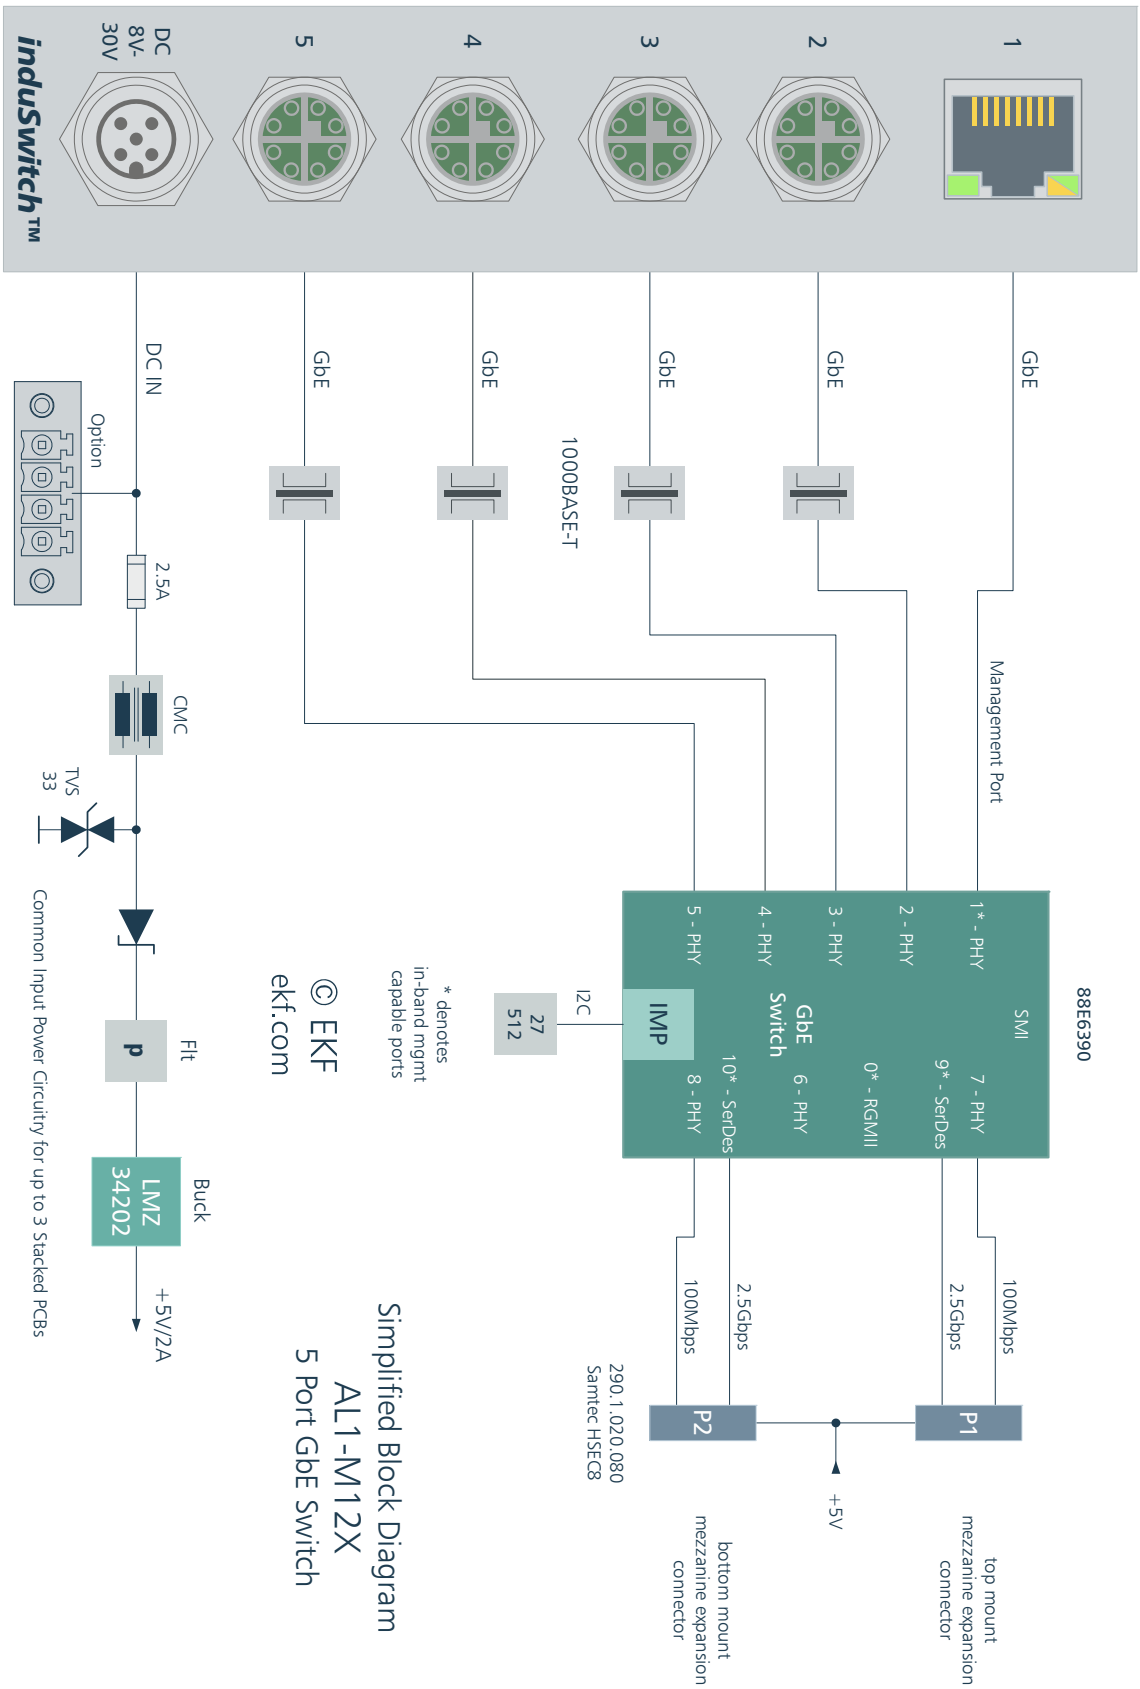 induSwitch™
DC
8V-
30V
5
4
3
2
1
DC IN
GbE
GbE
GbE
GbE
GbE
Option
1000BASE-T
2.5A
CMC
Management Port
TVS
33
Common Input Power Circuitry for up to 3 Stacked PCBs
Flt
p
Buck
LMZ
34202
+5V/2A
88E6390
SMI
1* - PHY
2 - PHY
3 - PHY
4 - PHY
5 - PHY
GbE
Switch
IMP
7 - PHY
9* - SerDes
0* - RGMII
6 - PHY
10* - SerDes
8 - PHY
I2C
27
512
* denotes
in-band mgmt
capable ports
© EKF
ekf.com
100Mbps
2.5Gbps
2.5Gbps
100Mbps
P1
P2
+5V
290.1.020.080
Samtec HSEC8
top mount
mezzanine expansion
connector
bottom mount
mezzanine expansion
connector
Simplified Block Diagram
AL1-M12X
5 Port GbE Switch